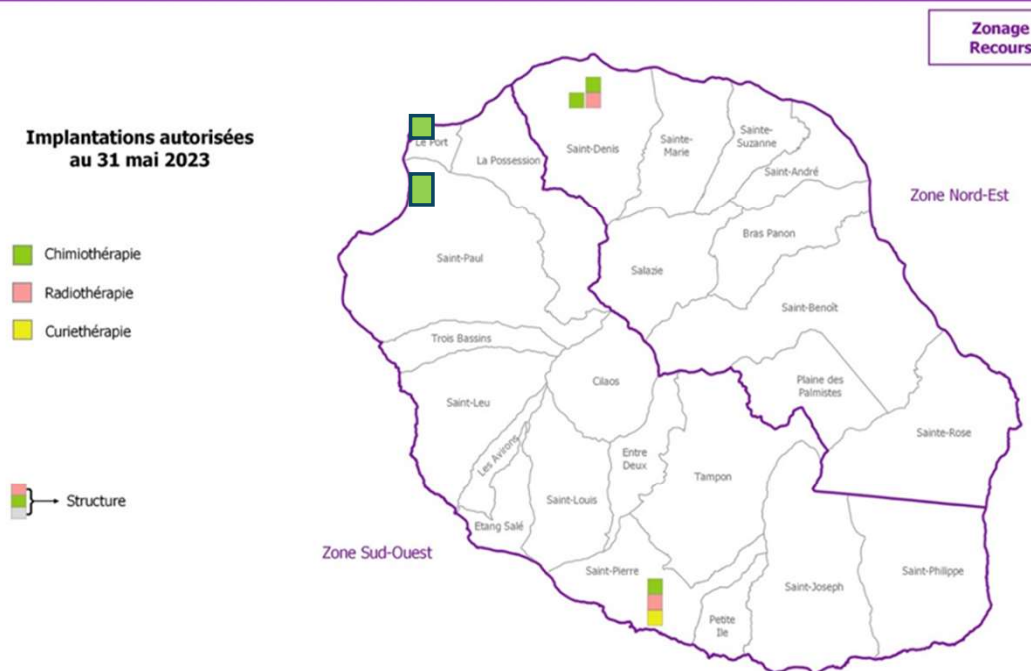 Zonage
Recours
Implantations autorisées
au 31 mai 2023
Chimiothérapie
Radiothérapie
Curiethérapie
Structure
Zone Nord-Est
Zone Sud-Ouest
Le Port
La Possession
Saint-Denis
Sainte-
Marie
Sainte-
Suzanne
Saint-André
Bras Panon
Salazie
Saint-Paul
Saint-Benoît
Trois Bassins
Cilaos
Plaine des
Palmistes
Saint-Leu
Sainte-Rose
Les Avirons
Entre
Deux
Tampon
Saint-Louis
Etang Salé
Saint-Pierre
Saint-Joseph
Saint-Philippe
Petite
Ile